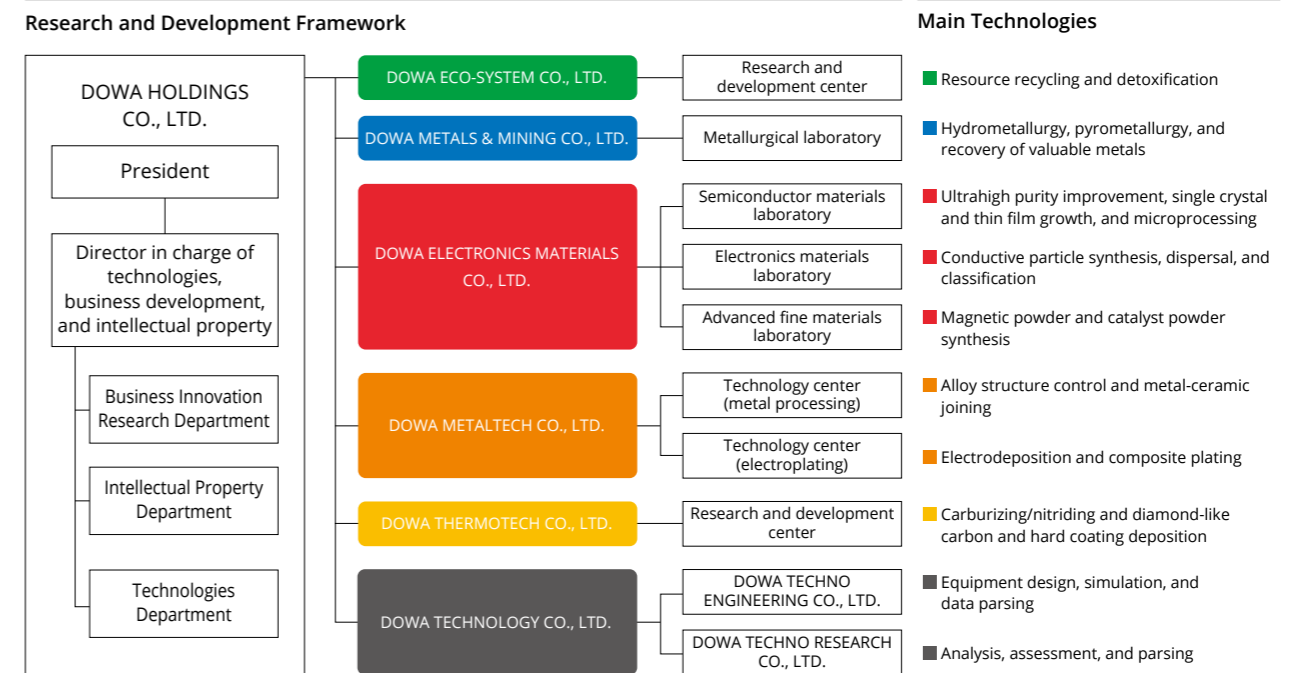 Research and Development Framework
Main Technologies
DOWA HOLDINGS
CO., LTD.
President
Director in charge of
technologies,
business development,
and intellectual property
Business Innovation
Research Department
Intellectual Property
Department
Technologies
Department
DOWA ECO-SYSTEM CO., LTD.
Research and
development center
Resource recycling and detoxification
DOWA METALS & MINING CO., LTD.
Metallurgical laboratory
Hydrometallurgy, pyrometallurgy, and
recovery of valuable metals
DOWA ELECTRONICS MATERIALS
CO., LTD.
Semiconductor materials
laboratory
Ultrahigh purity improvement, single crystal
and thin film growth, and microprocessing
Electronics materials
laboratory
Conductive particle synthesis, dispersal, and
classification
Advanced fine materials
laboratory
Magnetic powder and catalyst powder
synthesis
DOWA METALTECH CO., LTD.
Technology center
(metal processing)
Alloy structure control and metal-ceramic
joining
Technology center
(electroplating)
Electrodeposition and composite plating
DOWA THERMOTECH CO., LTD.
Research and development
center
Carburizing/nitriding and diamond-like
carbon and hard coating deposition
DOWA TECHNOLOGY CO., LTD.
DOWA TECHNO
ENGINEERING CO., LTD.
Equipment design, simulation, and
data parsing
DOWA TECHNO RESEARCH
CO., LTD.
Analysis, assessment, and parsing